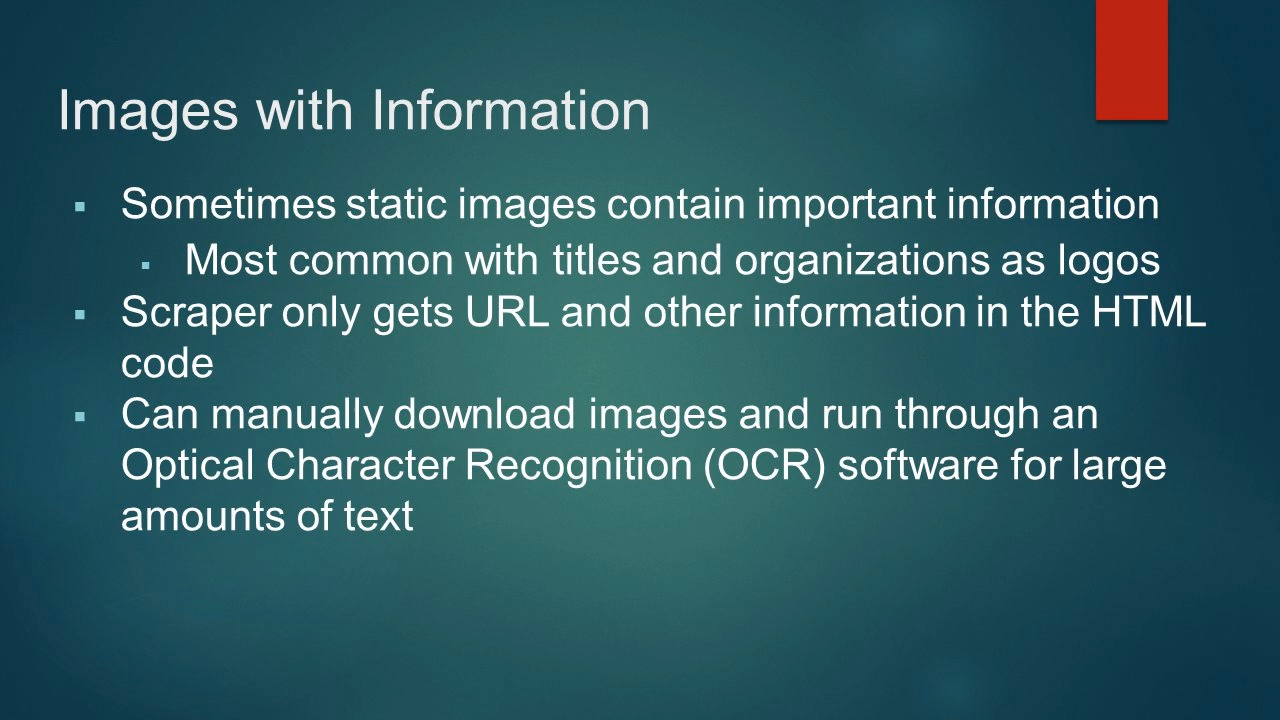 Images with Information
▪ Sometimes static images contain important information
▪ Most common with titles and organizations as logos
▪ Scraper only gets URL and other information in the HTML
code
▪ Can manually download images and run through an
Optical Character Recognition (OCR) software for large
amounts of text